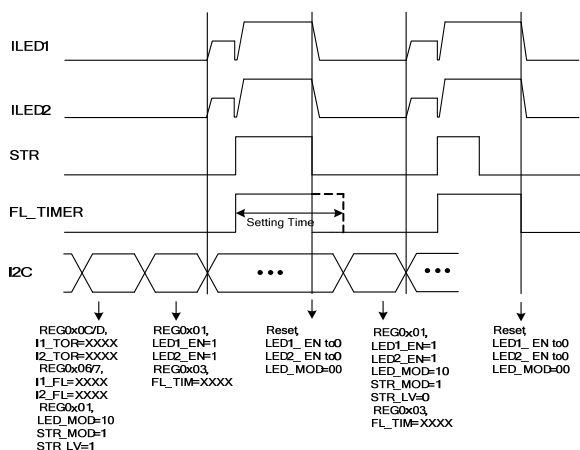 ILED1
ILED2
STR
FL_TIMER
Setting Time
I2C
REG0x0C/D,
I1_TOR=XXXX
I2_TOR=XXXX
REG0x06/7,
I1_FL=XXXX
I2_FL=XXXX
REG0x01,
LED_MOD=10
STR_MOD=1
STR_LV=1
REG0x01,
LED1_EN=1
LED2_EN=1
REG0x03,
FL_TIM=XXXX
Reset,
LED1_ EN to0
LED2_ EN to0
LED_MOD=00
REG0x01,
LED1_EN=1
LED2_EN=1
LED_MOD=10
STR_MOD=1
STR_LV=0
REG0x03,
FL_TIM=XXXX
Reset,
LED1_ EN to0
LED2_ EN to0
LED_MOD=00